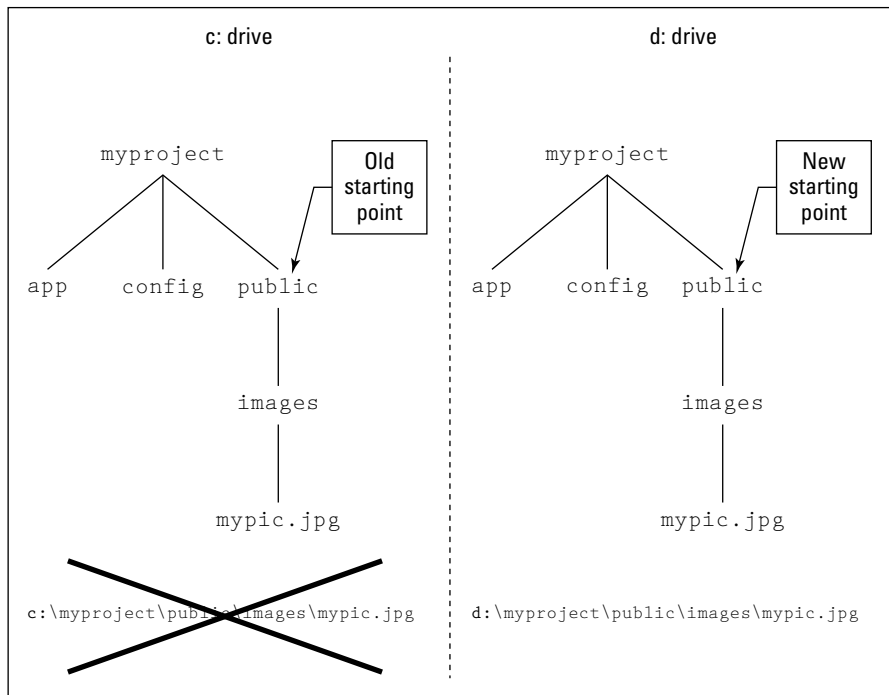 c: drive
myproject
Old
starting
point
app config public
images
mypic.jpg
c:\myproject\public\images\mypic.jpg
d: drive
myproject
New
starting
point
app config public
images
mypic.jpg
d:\myproject\public\images\mypic.jpg